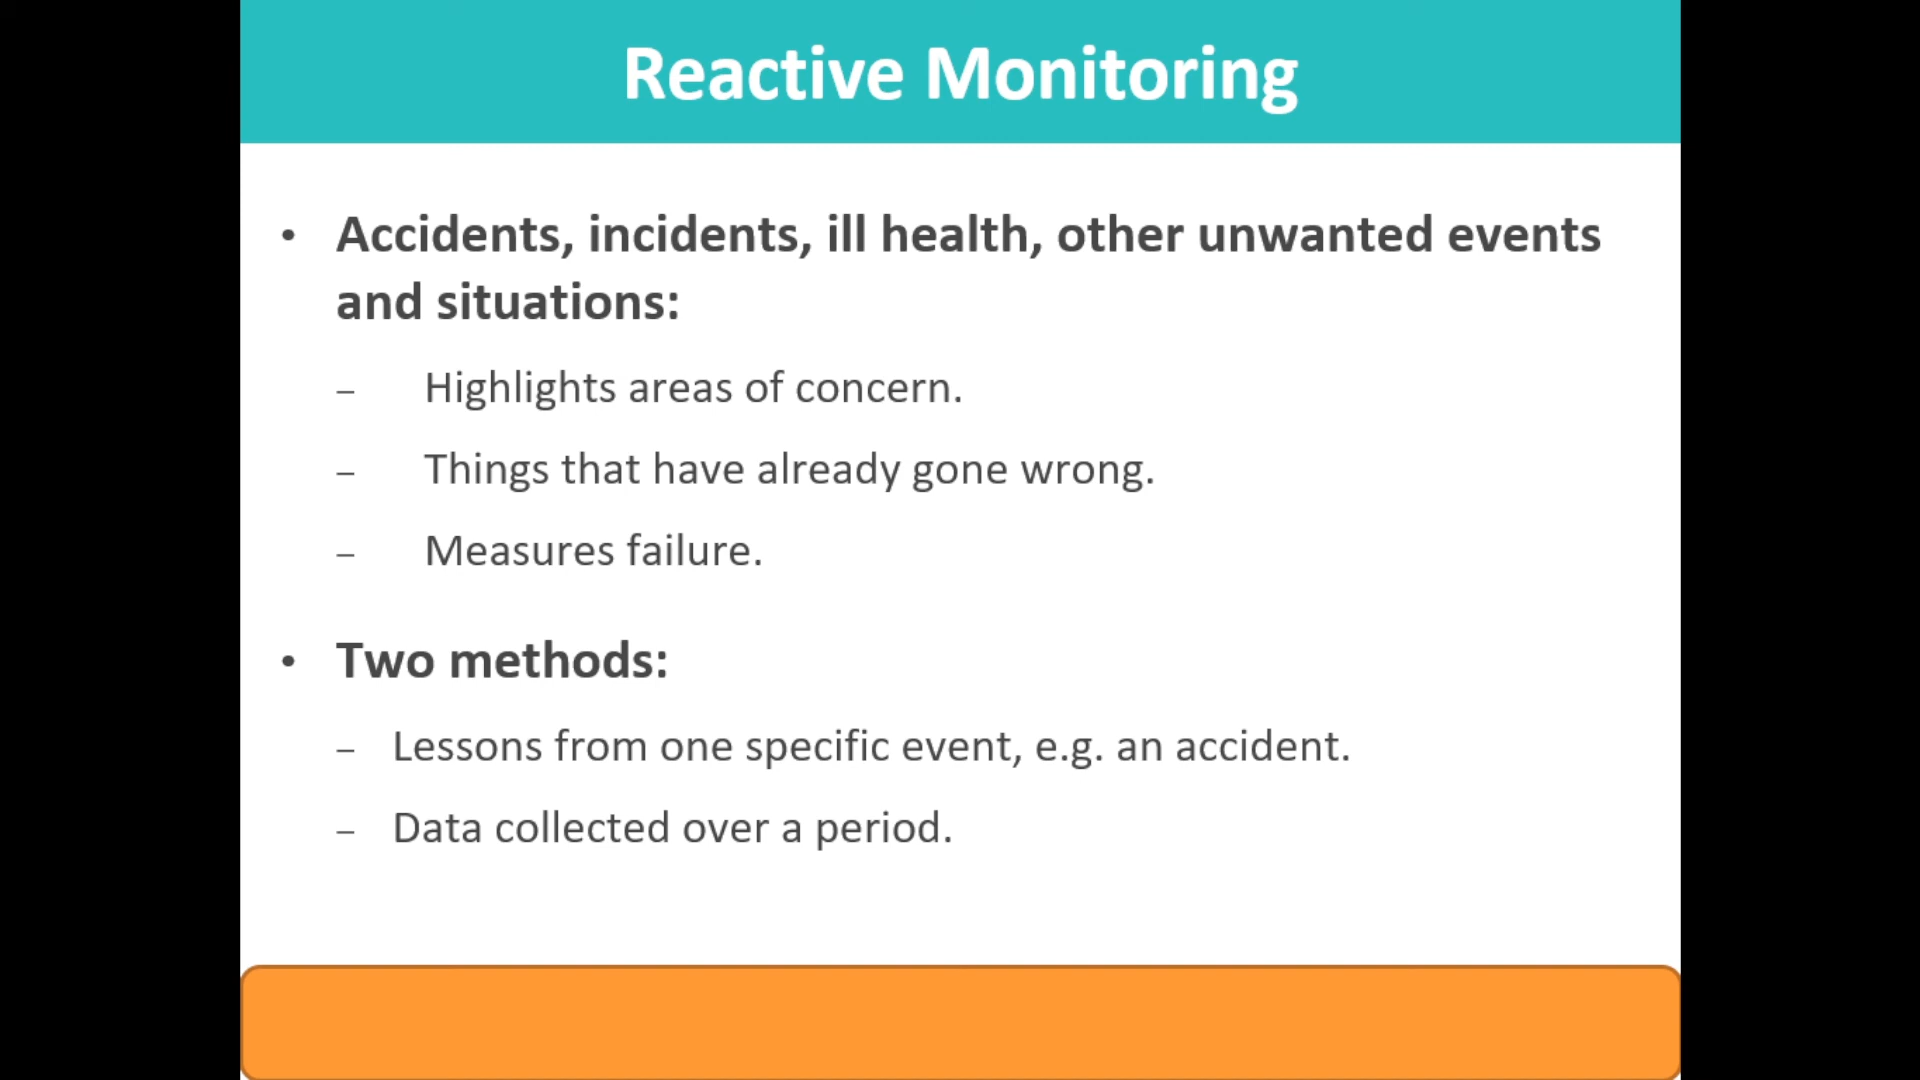 Reactive Monitoring
• Accidents, incidents, ill health, other unwanted events
and situations:
– Highlights areas of concern.
– Things that have already gone wrong.
– Measures failure.
• Two methods:
– Lessons from one specific event, e.g. an accident.
– Data collected over a period.